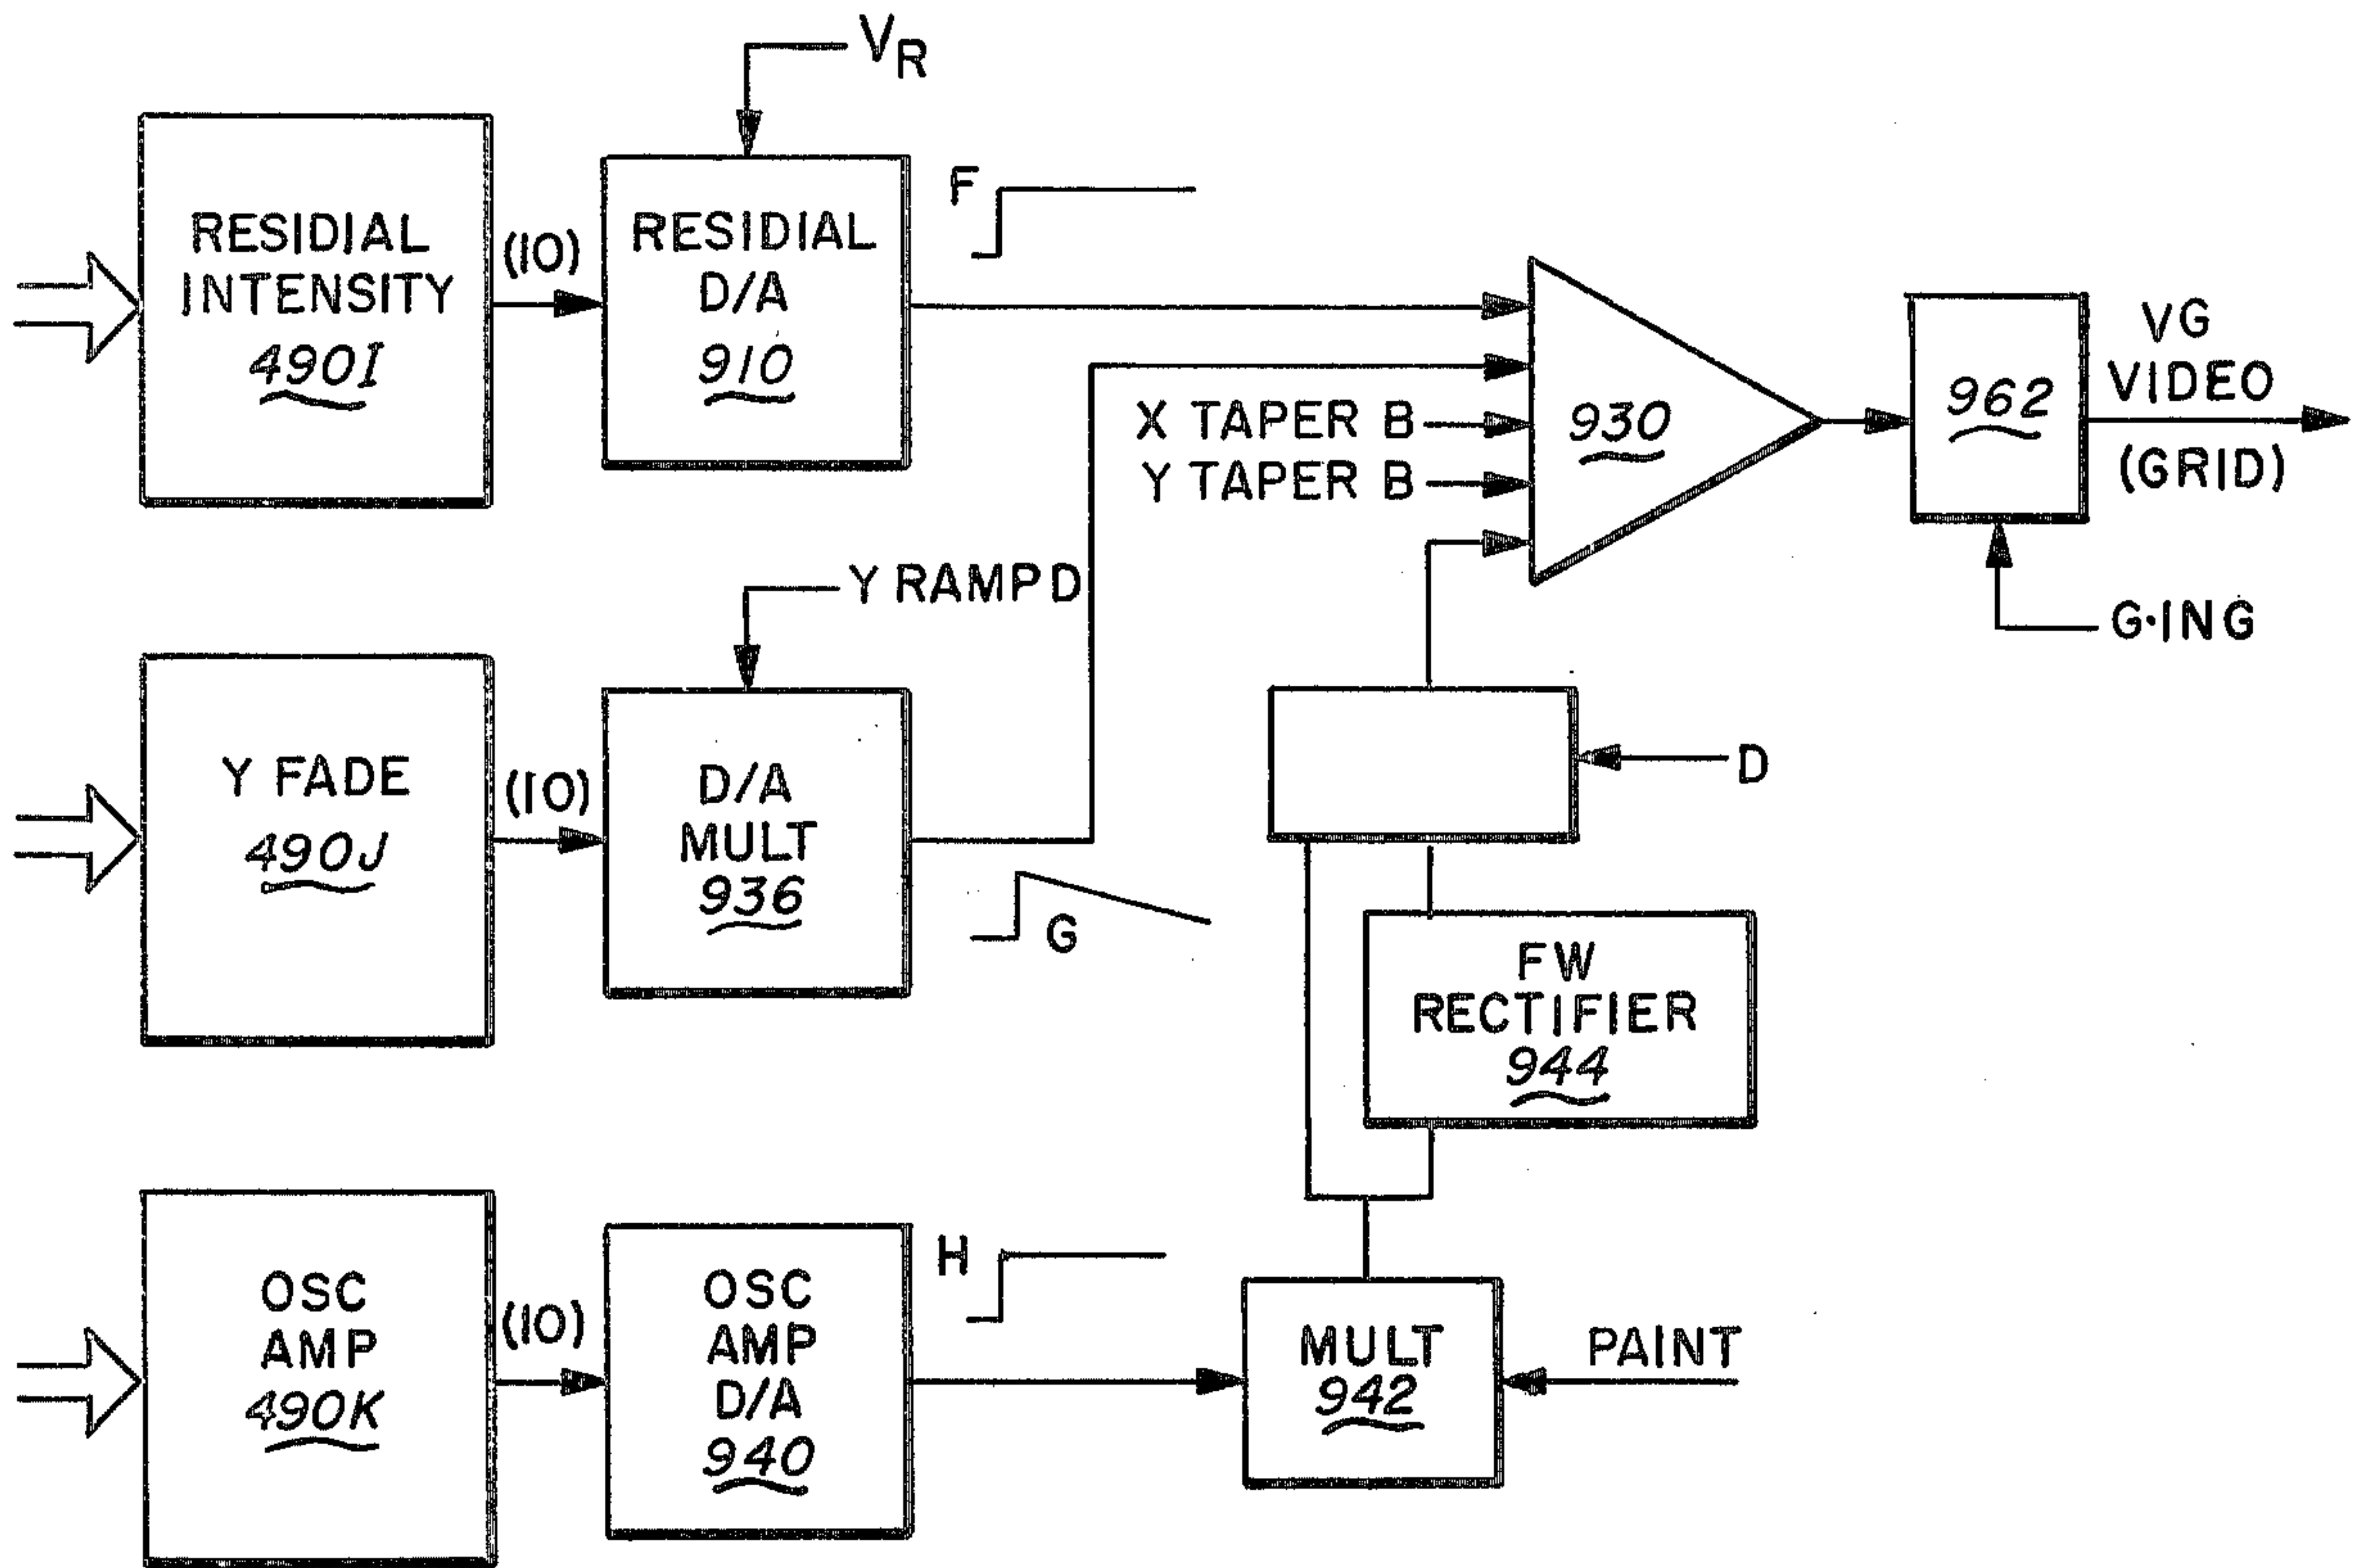 V_R
RESIDIAL
INTENSITY
490I
(10)
RESIDIAL
D/A
910
F
X TAPER B
Y TAPER B
930
962
VG
VIDEO
(GRID)
G·ING
Y RAMP D
Y FADE
490J
(10)
D/A
MULT
936
G
D
FW
RECTIFIER
944
OSC
AMP
490K
(10)
OSC
AMP
D/A
940
H
MULT
942
PAINT